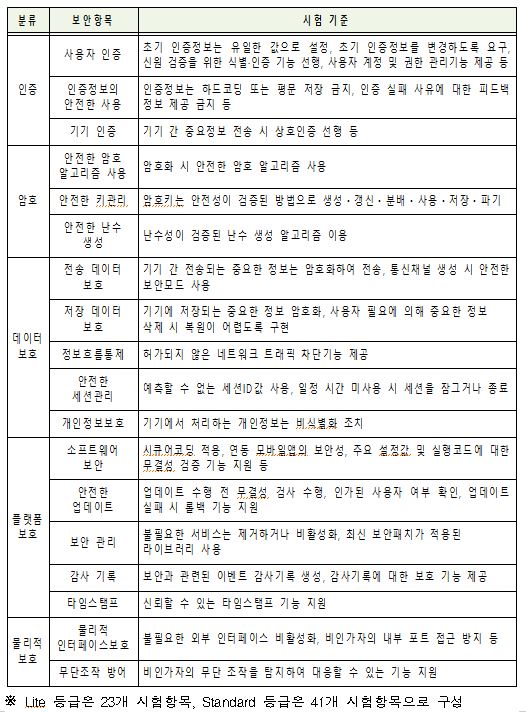 분류 보안항목 시험 기준
인증
사용자 인증
초기 인증정보는 유일한 값으로 설정, 초기 인증정보를 변경하도록 요구,
신원 검증을 위한 식별·인증 기능 선행, 사용자 계정 및 권한 관리기능 제공 등
인증정보의
안전한 사용
인증정보는 하드코딩 또는 평문 저장 금지, 인증 실패 사유에 대한 피드백
정보 제공 금지 등
기기 인증
기기 간 중요정보 전송 시 상호인증 선행 등
암호
안전한 암호
알고리즘 사용
암호화 시 안전한 암호 알고리즘 사용
안전한 키관리
암호키는 안전성이 검증된 방법으로 생성·갱신·분배·사용·저장·파기
안전한 난수
생성
난수성이 검증된 난수 생성 알고리즘 이용
데이터
보호
전송 데이터
보호
기기 간 전송되는 중요한 정보는 암호화하여 전송, 통신채널 생성 시 안전한
보안모드 사용
저장 데이터
보호
기기에 저장되는 중요한 정보 암호화, 사용자 필요에 의해 중요한 정보
삭제 시 복원이 어렵도록 구현
정보흐름통제
허가되지 않은 네트워크 트래픽 차단기능 제공
안전한
세션관리
예측할 수 없는 세션ID값 사용, 일정 시간 미사용 시 세션을 잠그거나 종료
개인정보보호
기기에서 처리하는 개인정보는 비식별화 조치
플랫폼
보호
소프트웨어
보안
시큐어코딩 적용, 연동 모바일앱의 보안성, 주요 설정값 및 실행코드에 대한
무결성 검증 기능 지원 등
안전한
업데이트
업데이트 수행 전 무결성 검사 수행, 인가된 사용자 여부 확인, 업데이트
실패 시 롤백 기능 지원
보안 관리
불필요한 서비스는 제거하거나 비활성화, 최신 보안패치가 적용된
라이브러리 사용
감사 기록
보안과 관련된 이벤트 감사기록 생성, 감사기록에 대한 보호 기능 제공
타임스탬프
신뢰할 수 있는 타임스탬프 기능 지원
물리적
보호
물리적
인터페이스보호
불필요한 외부 인터페이스 비활성화, 비인가자의 내부 포트 접근 방지 등
무단조작 방어
비인가자의 무단 조작을 탐지하여 대응할 수 있는 기능 지원
※ Lite 등급은 23개 시험항목, Standard 등급은 41개 시험항목으로 구성